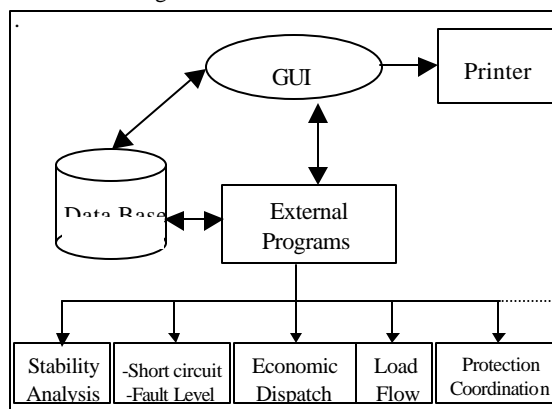 GUI
Printer
Data Base
External
Programs
Stability
Analysis
-Short circuit
-Fault Level
Economic
Dispatch
Load
Flow
Protection
Coordination